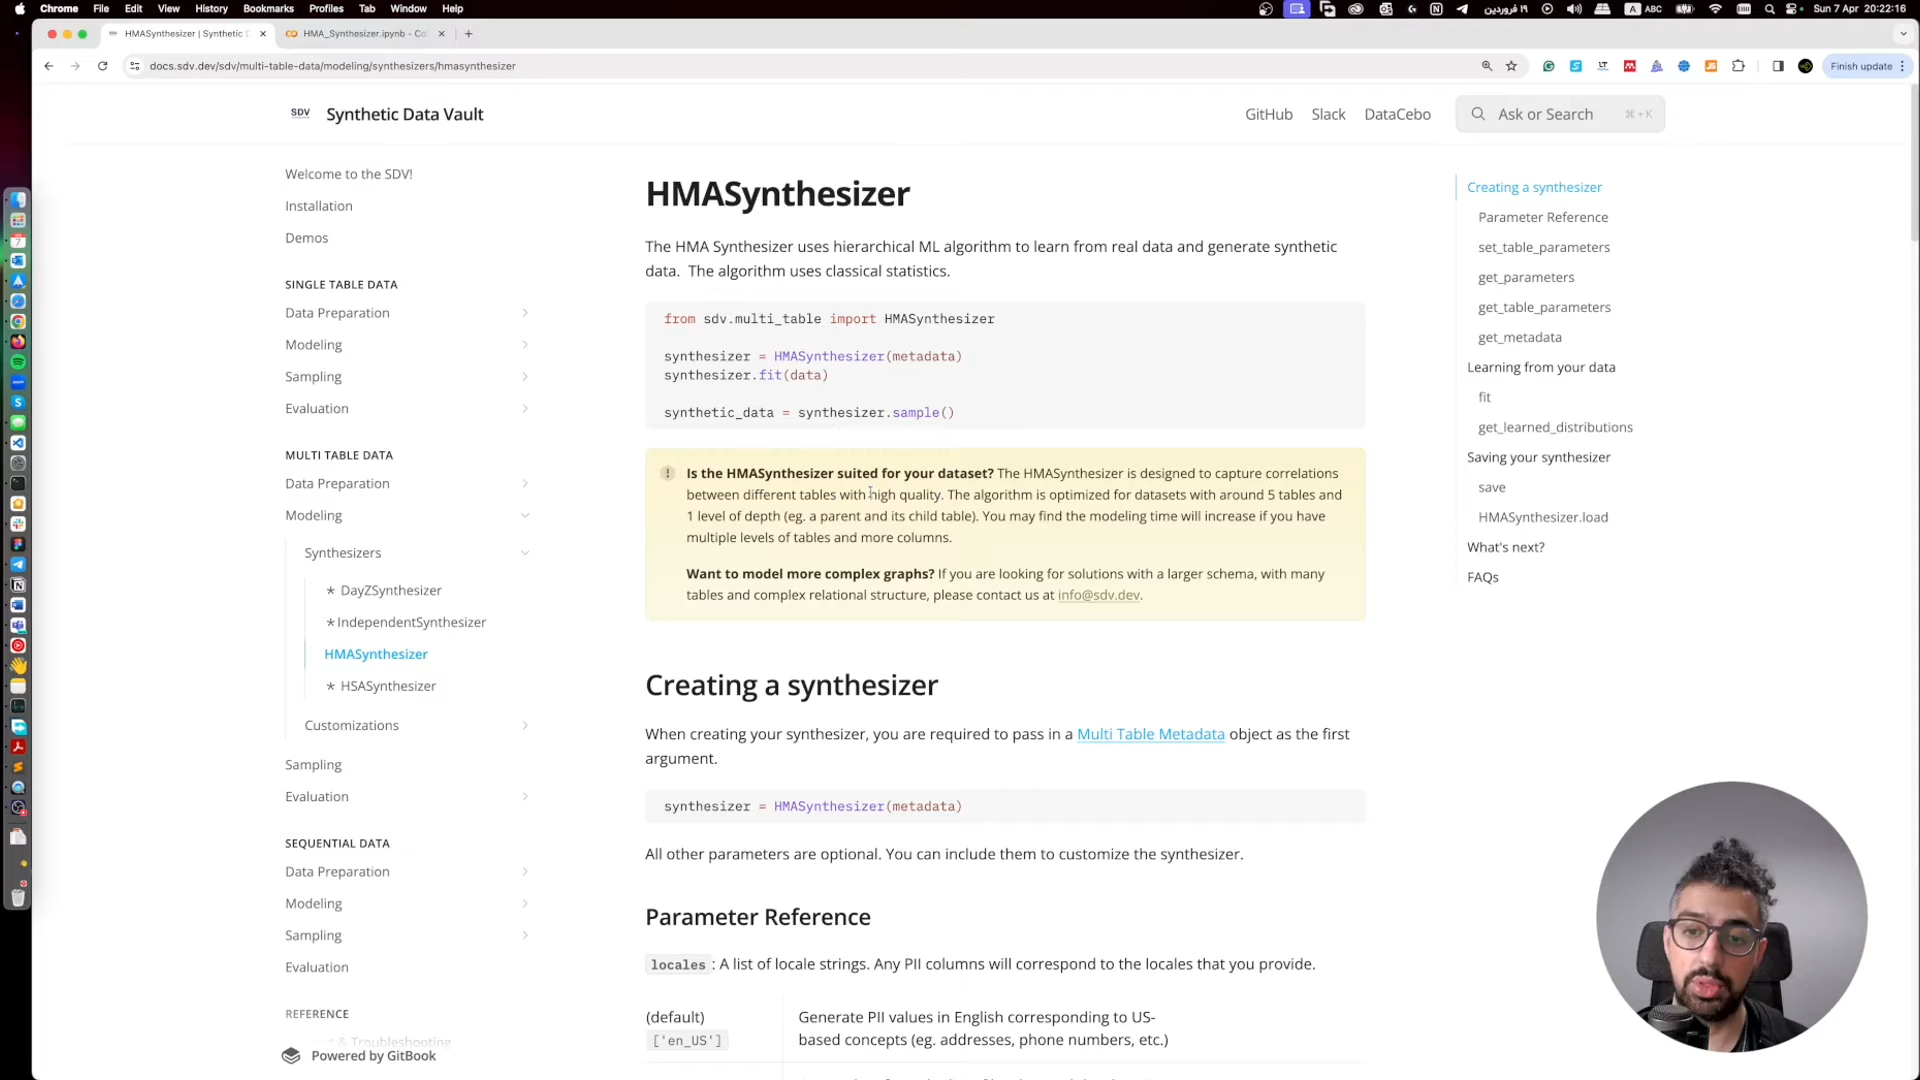 Chrome File Edit View History Bookmarks Profiles Tab Window Help
۱۹ فروردین
A ABC
Sun 7 Apr 20:22:16
HMASynthesizer | Synthetic D
HMA_Synthesizer.ipynb - Co
docs.sdv.dev/sdv/multi-table-data/modeling/synthesizers/hmasynthesizer
Finish update
SDV Synthetic Data Vault
GitHub Slack DataCebo
Ask or Search ⌘+K
Welcome to the SDV!
Installation
Demos
SINGLE TABLE DATA
Data Preparation
Modeling
Sampling
Evaluation
MULTI TABLE DATA
Data Preparation
Modeling
Synthesizers
* DayZSynthesizer
*IndependentSynthesizer
HMASynthesizer
* HSASynthesizer
Customizations
Sampling
Evaluation
SEQUENTIAL DATA
Data Preparation
Modeling
Sampling
Evaluation
REFERENCE
& Troubleshooting
Powered by GitBook
HMASynthesizer
The HMA Synthesizer uses hierarchical ML algorithm to learn from real data and generate synthetic
data. The algorithm uses classical statistics.
from sdv.multi_table import HMASynthesizer
synthesizer = HMASynthesizer(metadata)
synthesizer.fit(data)
synthetic_data = synthesizer.sample()
Is the HMASynthesizer suited for your dataset? The HMASynthesizer is designed to capture correlations
between different tables with high quality. The algorithm is optimized for datasets with around 5 tables and
1 level of depth (eg. a parent and its child table). You may find the modeling time will increase if you have
multiple levels of tables and more columns.
Want to model more complex graphs? If you are looking for solutions with a larger schema, with many
tables and complex relational structure, please contact us at info@sdv.dev.
Creating a synthesizer
When creating your synthesizer, you are required to pass in a Multi Table Metadata object as the first
argument.
synthesizer = HMASynthesizer(metadata)
All other parameters are optional. You can include them to customize the synthesizer.
Parameter Reference
locales : A list of locale strings. Any PII columns will correspond to the locales that you provide.
(default)
['en_US']
Generate PII values in English corresponding to US-
based concepts (eg. addresses, phone numbers, etc.)
Creating a synthesizer
Parameter Reference
set_table_parameters
get_parameters
get_table_parameters
get_metadata
Learning from your data
fit
get_learned_distributions
Saving your synthesizer
save
HMASynthesizer.load
What's next?
FAQs